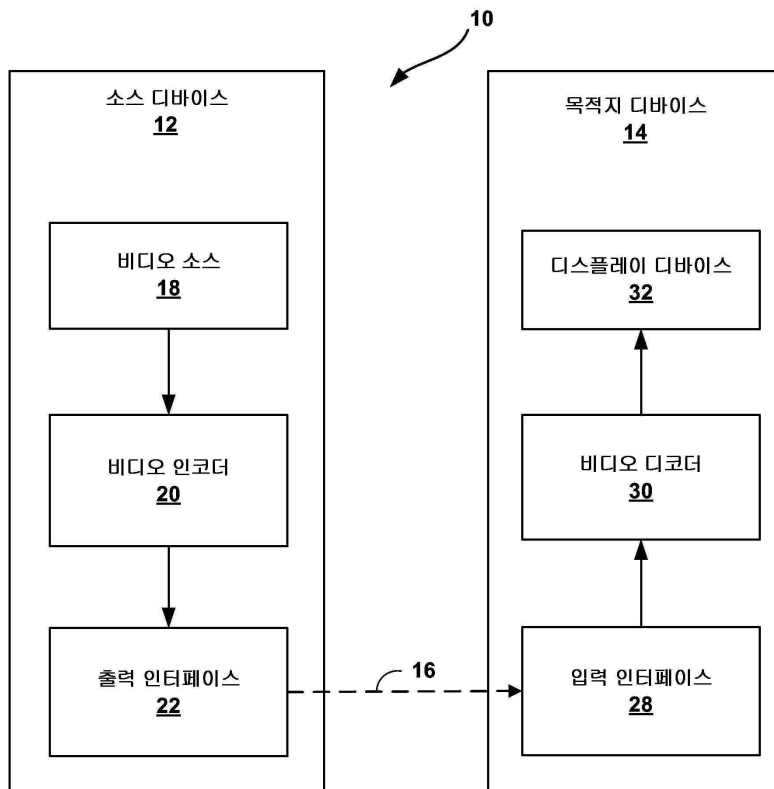 10
소스 디바이스
12
비디오 소스
18
비디오 인코더
20
출력 인터페이스
22
16
목적지 디바이스
14
디스플레이 디바이스
32
비디오 디코더
30
입력 인터페이스
28